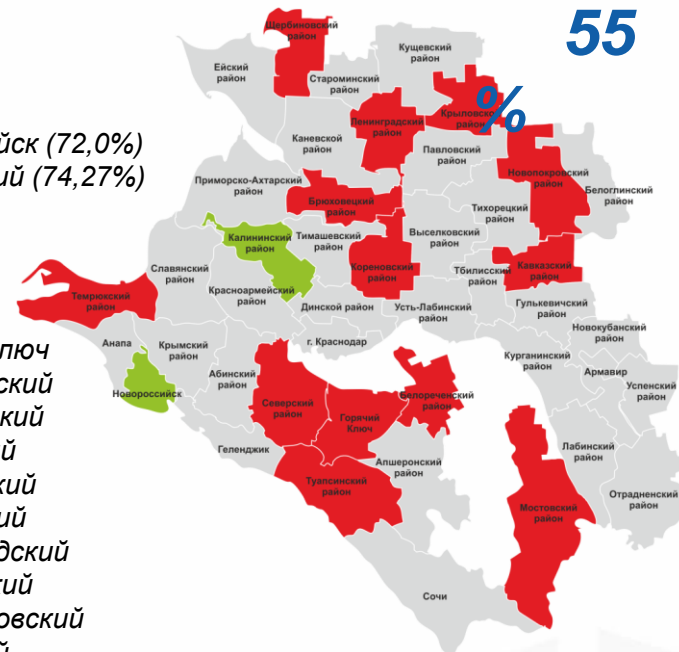 55
%
йск (72,0%)
ий (74,27%)
люч
ский
ский
й
кий
ий
дский
кий
овский
Щербиновский
район
Ейский
район
Староминский
район
Кущевский
район
Каневской
район
Ленинградский
район
Крыловской
район
Павловский
район
Новопокровский
район
Белоглинский
район
Приморско-Ахтарский
район
Брюховецкий
район
Тихорецкий
район
Калининский
район
Тимашевский
район
Выселковский
район
Кореновский
район
Тбилисский
район
Кавказский
район
Славянский
район
Красноармейский
район
Темрюкский
район
Динской район
Усть-Лабинский
район
Гулькевичский
район
Новокубанский
район
Анапа
Крымский
район
г. Краснодар
Курганинский
район
Армавир
Успенский
район
Абинский
район
Новороссийск
Северский
район
Горячий
Ключ
Белореченский
район
Геленджик
Апшеронский
район
Лабинский
район
Туапсинский
район
Отрадненский
район
Мостовский
район
Сочи